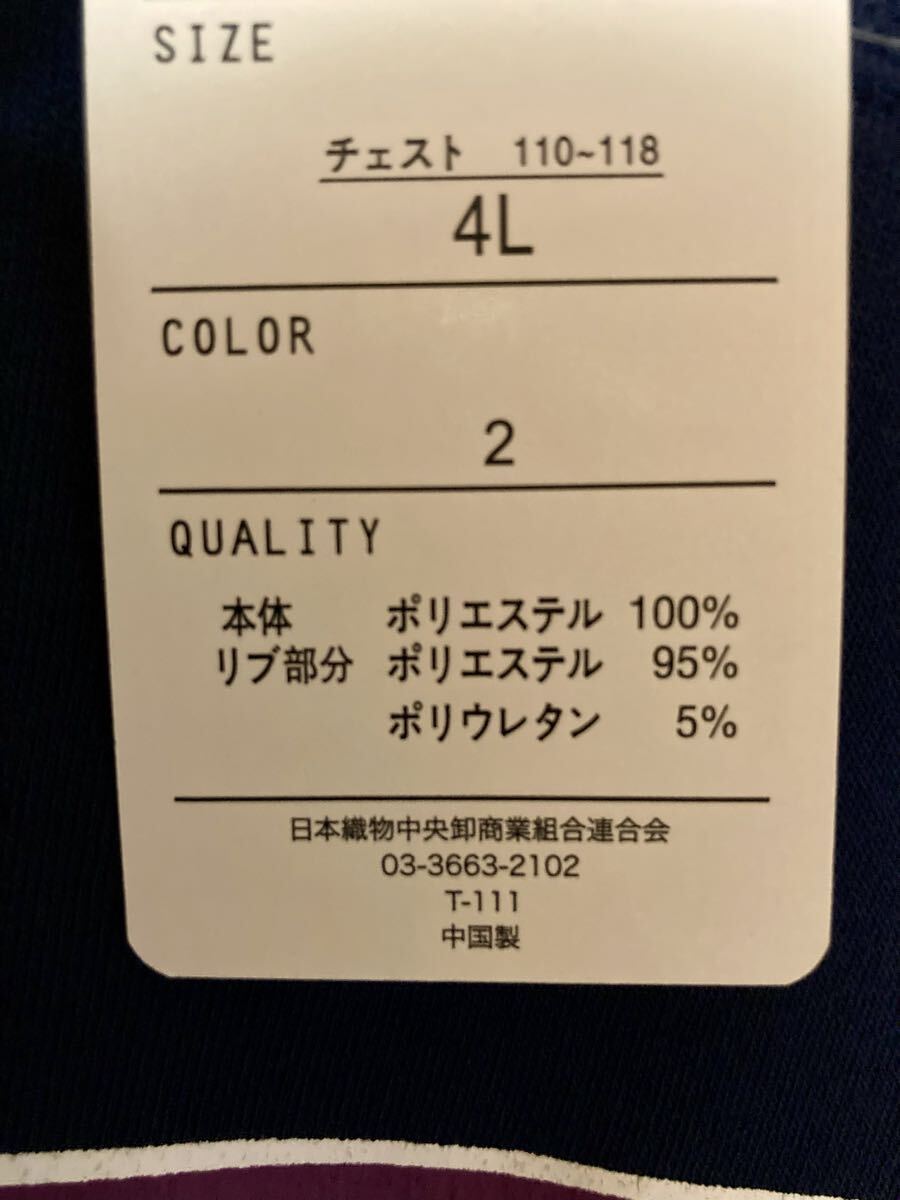 SIZE
チェスト 110~118
4L
COLOR
2
QUALITY
本体 ポリエステル 100%
リブ部分 ポリエステル 95%
ポリウレタン 5%
日本織物中央卸商業組合連合会
03-3663-2102
T-111
中国製